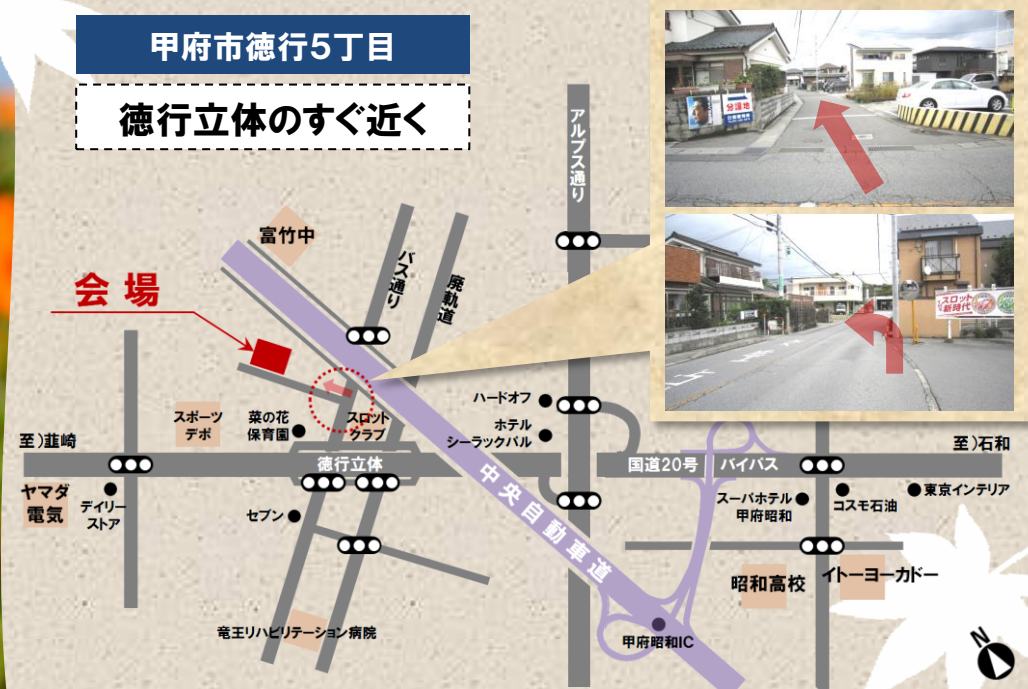 甲府市徳行5丁目
徳行立体のすぐ近く
アルプス通り
富竹中
バス通り
廃軌道
会場
分譲地
スロット
新時代
ハードオフ
ホテル
シーラックパル
スポーツ
デポ
菜の花
保育園
スロット
クラブ
至)韮崎
徳行立体
国道20号
バイパス
至)石和
中央自動車道
ヤマダ
電気
デイリー
ストア
セブン
スーパホテル
甲府昭和
コスモ石油
東京インテリア
昭和高校
イトーヨーカドー
竜王リハビリテーション病院
甲府昭和IC
N